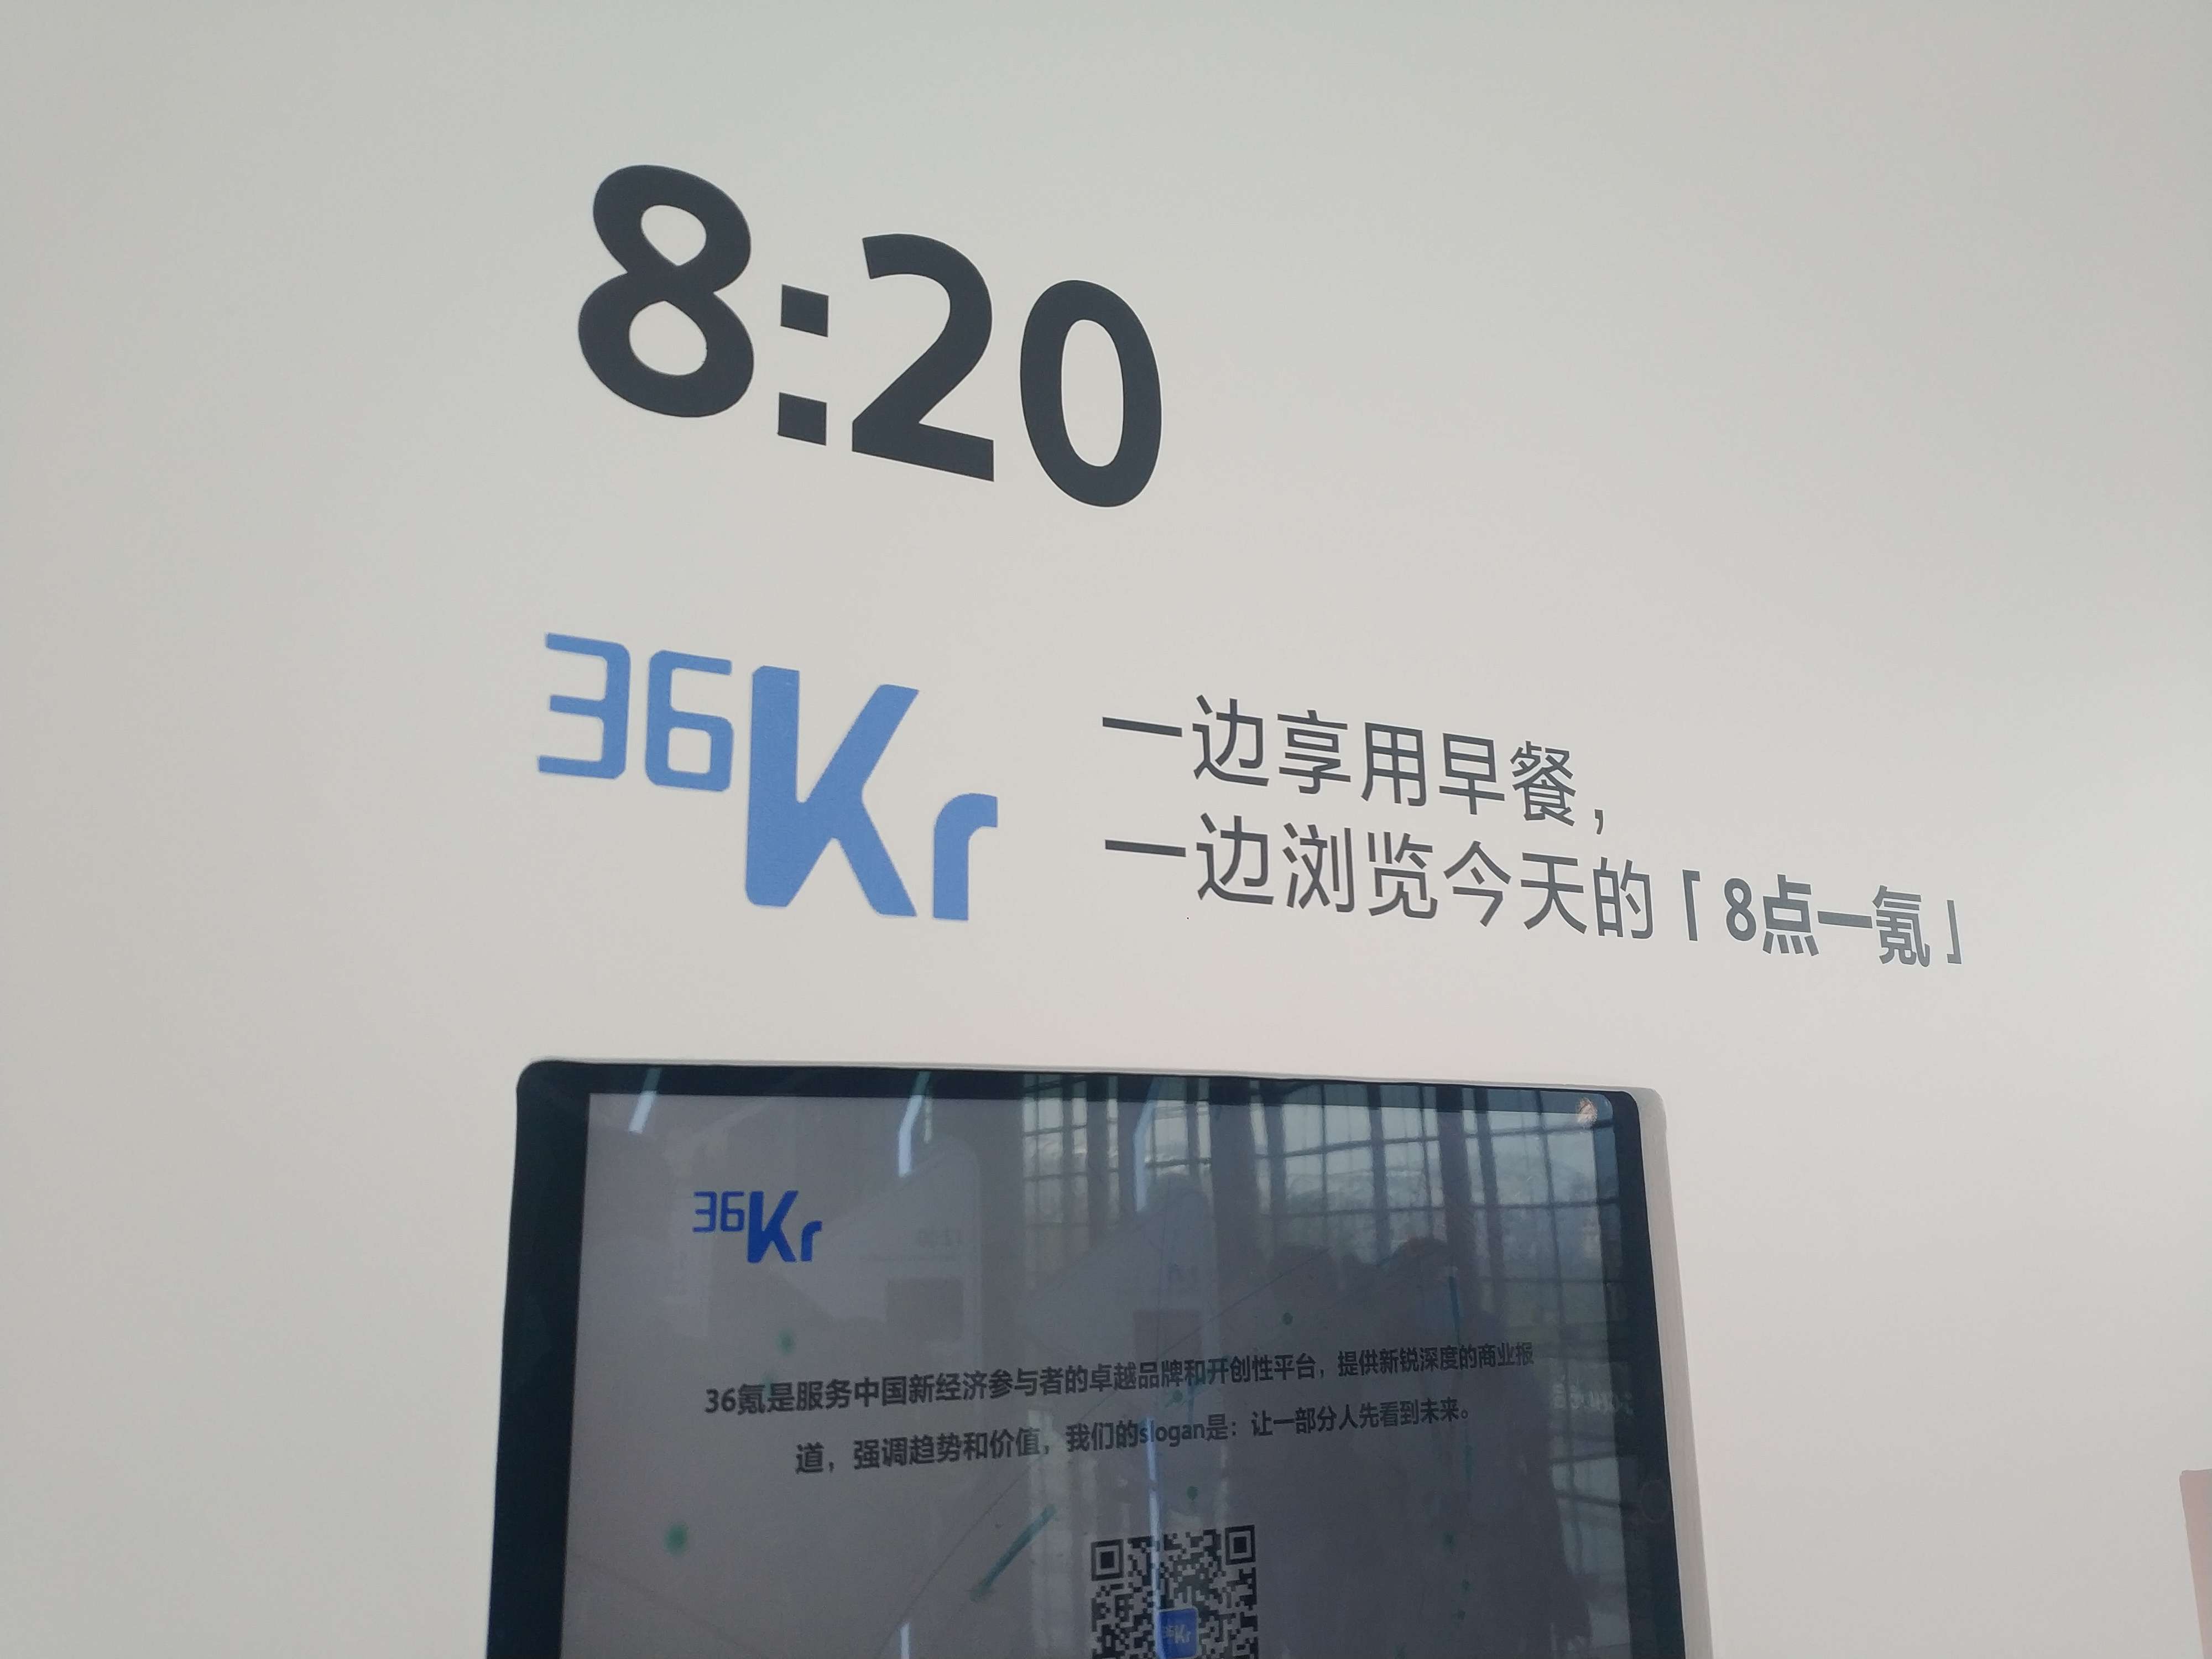 8:20
36Kr
一边享用早餐，
一边浏览今天的「8点一氪」
36Kr
36氪是服务中国新经济参与者的卓越品牌和开创性平台，提供新锐深度的商业报
道，强调趋势和价值，我们的slogan是：让一部分人先看到未来。
36Kr